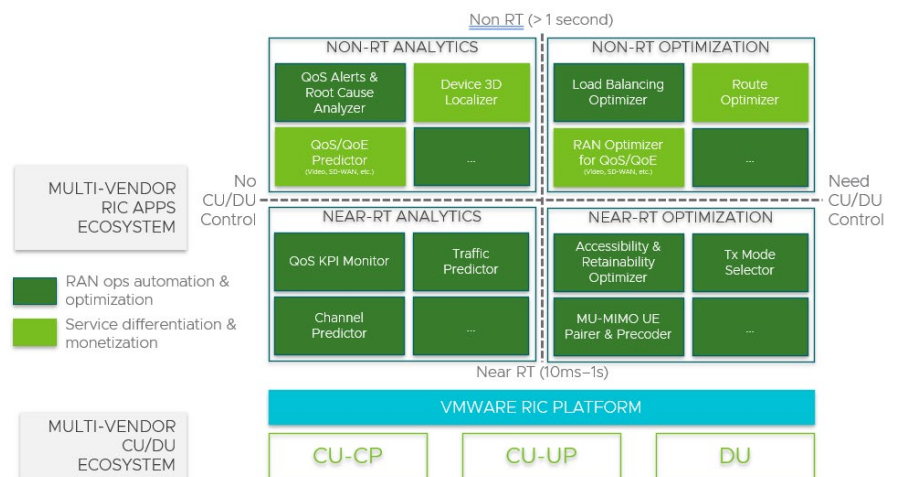 Non RT (> 1 second)
NON-RT ANALYTICS
NON-RT OPTIMIZATION
QoS Alerts &
Root Cause
Analyzer
Device 3D
Localizer
Load Balancing
Optimizer
Route
Optimizer
QoS/QoE
Predictor
(Video, SD-WAN, etc.)
...
RAN Optimizer
for QoS/QoE
(Video, SD-WAN, etc.)
...
MULTI-VENDOR
RIC APPS
ECOSYSTEM
No
CU/DU
Control
Need
CU/DU
Control
NEAR-RT ANALYTICS
NEAR-RT OPTIMIZATION
QoS KPI Monitor
Traffic
Predictor
Accessibility &
Retainability
Optimizer
Tx Mode
Selector
RAN ops automation &
optimization
Service differentiation &
monetization
Channel
Predictor
...
MU-MIMO UE
Pairer & Precoder
...
Near RT (10ms–1s)
VMWARE RIC PLATFORM
MULTI-VENDOR
CU/DU
ECOSYSTEM
CU-CP
CU-UP
DU